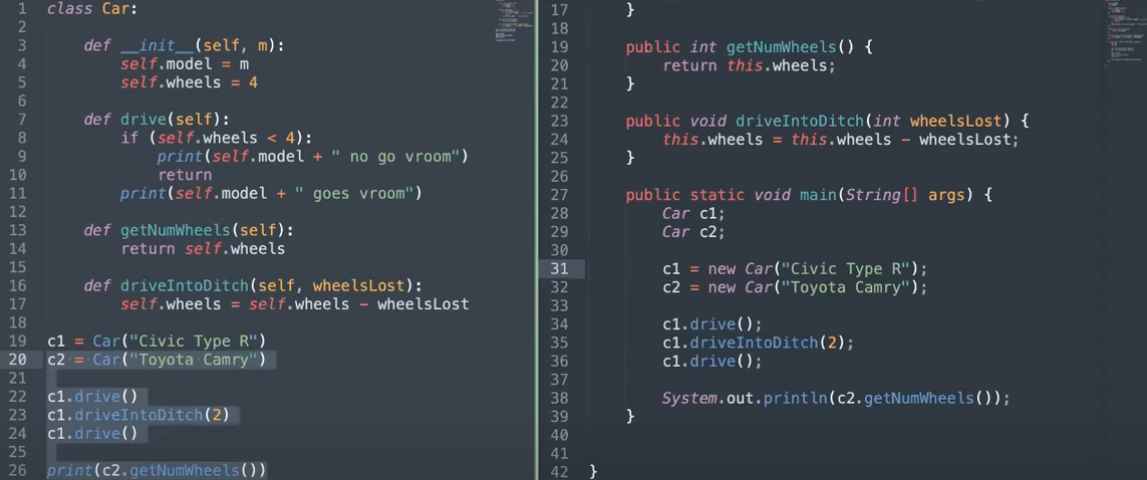 1 class Car:
2
3 def __init__(self, m):
4 self.model = m
5 self.wheels = 4
6
7 def drive(self):
8 if (self.wheels < 4):
9 print(self.model + " no go vroom")
10 return
11 print(self.model + " goes vroom")
12
13 def getNumWheels(self):
14 return self.wheels
15
16 def driveIntoDitch(self, wheelsLost):
17 self.wheels = self.wheels - wheelsLost
18
19 c1 = Car("Civic Type R")
20 c2 = Car("Toyota Camry")
21
22 c1.drive()
23 c1.driveIntoDitch(2)
24 c1.drive()
25
26 print(c2.getNumWheels())
17 }
18
19 public int getNumWheels() {
20 return this.wheels;
21 }
22
23 public void driveIntoDitch(int wheelsLost) {
24 this.wheels = this.wheels - wheelsLost;
25 }
26
27 public static void main(String[] args) {
28 Car c1;
29 Car c2;
30
31 c1 = new Car("Civic Type R");
32 c2 = new Car("Toyota Camry");
33
34 c1.drive();
35 c1.driveIntoDitch(2);
36 c1.drive();
37
38 System.out.println(c2.getNumWheels());
39 }
40
41
42 }